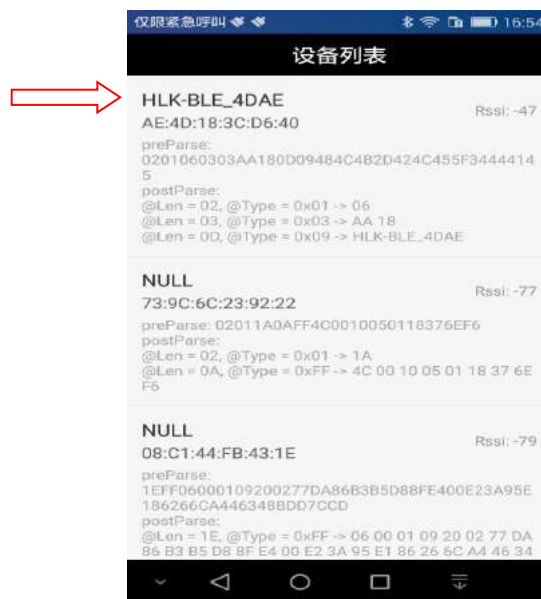 仅限紧急呼叫 16:54
设备列表
HLK-BLE_4DAE
Rssi: -47
AE:4D:18:3C:D6:40
preParse:
0201060303AA180D09484C4B2D424C455F3444414
5
postParse:
@Len = 02, @Type = 0x01 -> 06
@Len = 03, @Type = 0x03 -> AA 18
@Len = 0D, @Type = 0x09 -> HLK-BLE_4DAE
NULL
Rssi: -77
73:9C:6C:23:92:22
preParse: 02011A0AFF4C0010050118376EF6
postParse:
@Len = 02, @Type = 0x01 -> 1A
@Len = 0A, @Type = 0xFF -> 4C 00 10 05 01 18 37 6E
F6
NULL
Rssi: -79
08:C1:44:FB:43:1E
preParse:
1EFF06000109200277DA86B3B5D88FE400E23A95E
186266CA446348BDD7CCD
postParse:
@Len = 1E, @Type = 0xFF -> 06 00 01 09 20 02 77 DA
86 B3 B5 D8 8F E4 00 E2 3A 95 E1 86 26 6C A4 46 34